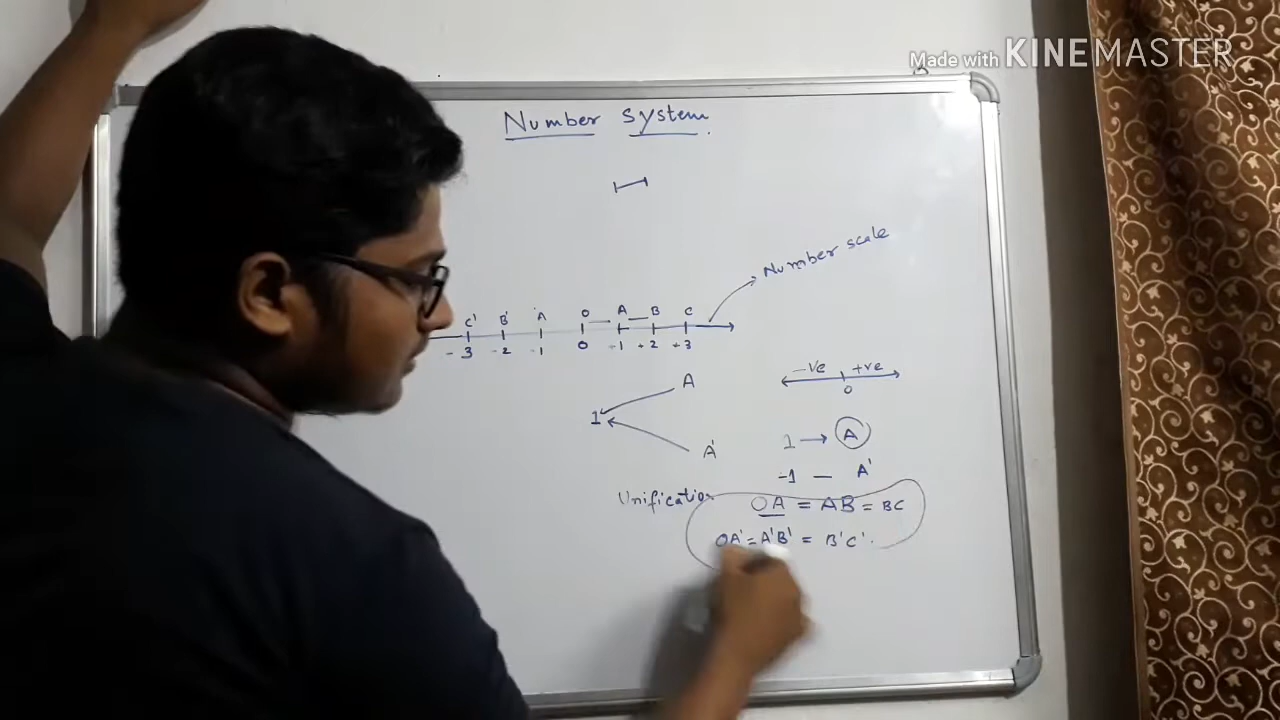 Made with KINEMASTER
Number system.
Number scale
C' B' A O A B C
-3 -2 -1 0 +1 +2 +3
-ve +ve
0
A
1
A'
1 → A
-1 — A'
Unification OA = AB = BC
OA' = A'B' = B'C'.